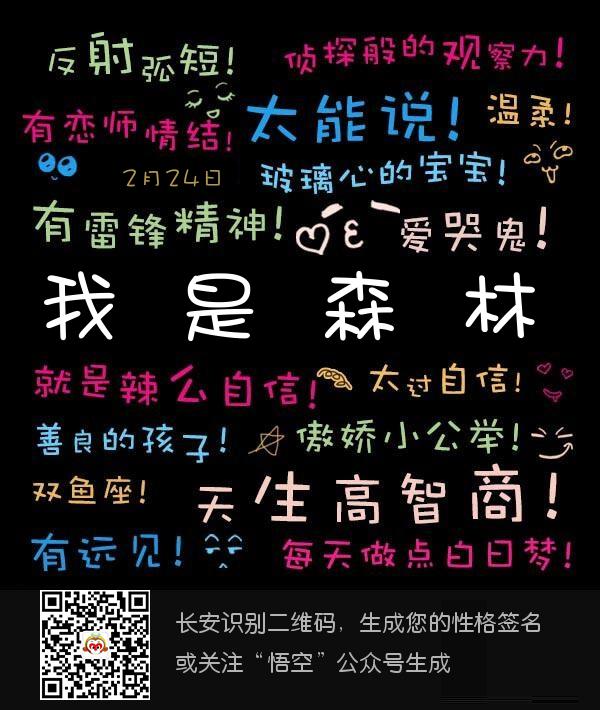 反射弧短! 侦探般的观察力!
有恋师情结! 太能说! 温柔!
2月24日 玻璃心的宝宝!
有雷锋精神! 爱哭鬼!
我是森林
就是辣么自信! 太过自信!
善良的孩子! 傲娇小公举!
双鱼座! 天生高智商!
有远见! 每天做点白日梦!
长安识别二维码，生成您的性格签名
或关注“悟空”公众号生成